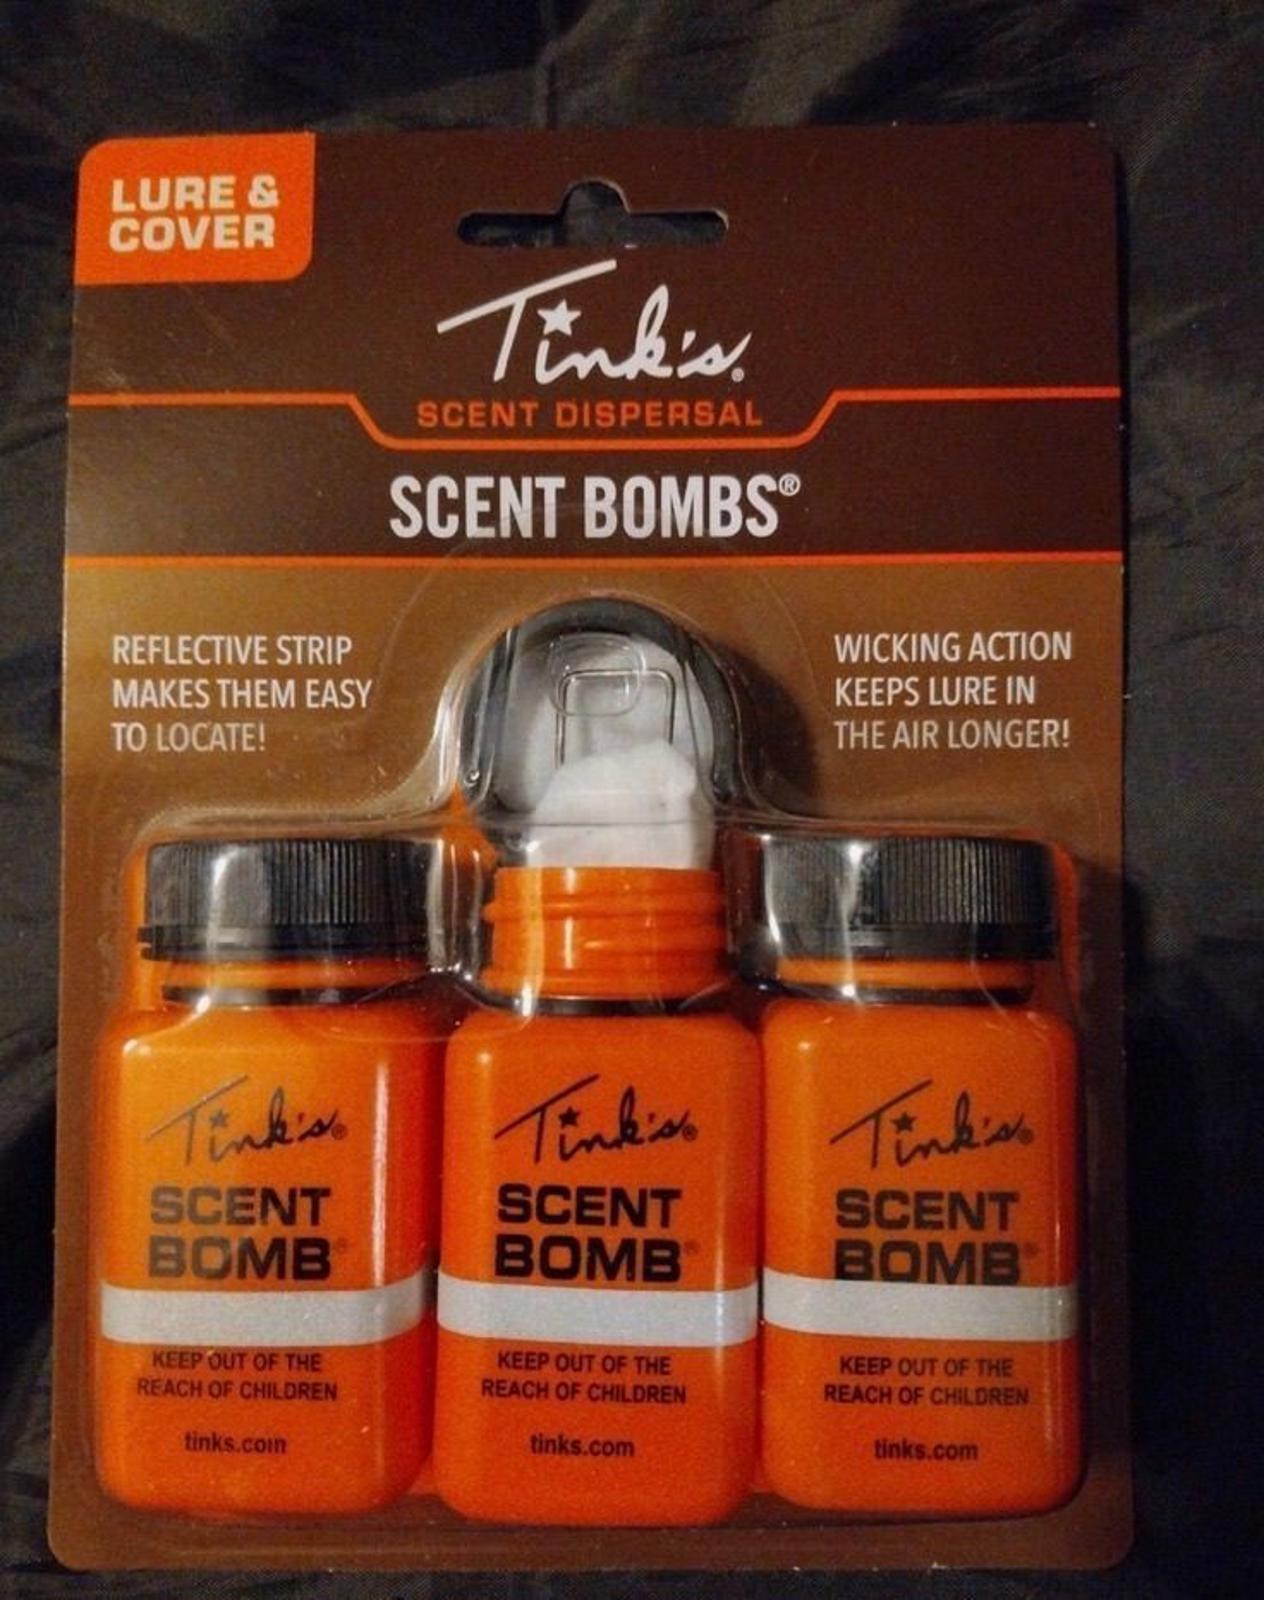 LURE &
COVER
Tink's®
SCENT DISPERSAL
SCENT BOMBS®
REFLECTIVE STRIP
MAKES THEM EASY
TO LOCATE!
WICKING ACTION
KEEPS LURE IN
THE AIR LONGER!
Tink's®
SCENT
BOMB®
KEEP OUT OF THE
REACH OF CHILDREN
tinks.com
Tink's®
SCENT
BOMB®
KEEP OUT OF THE
REACH OF CHILDREN
tinks.com
Tink's®
SCENT
BOMB®
KEEP OUT OF THE
REACH OF CHILDREN
tinks.com